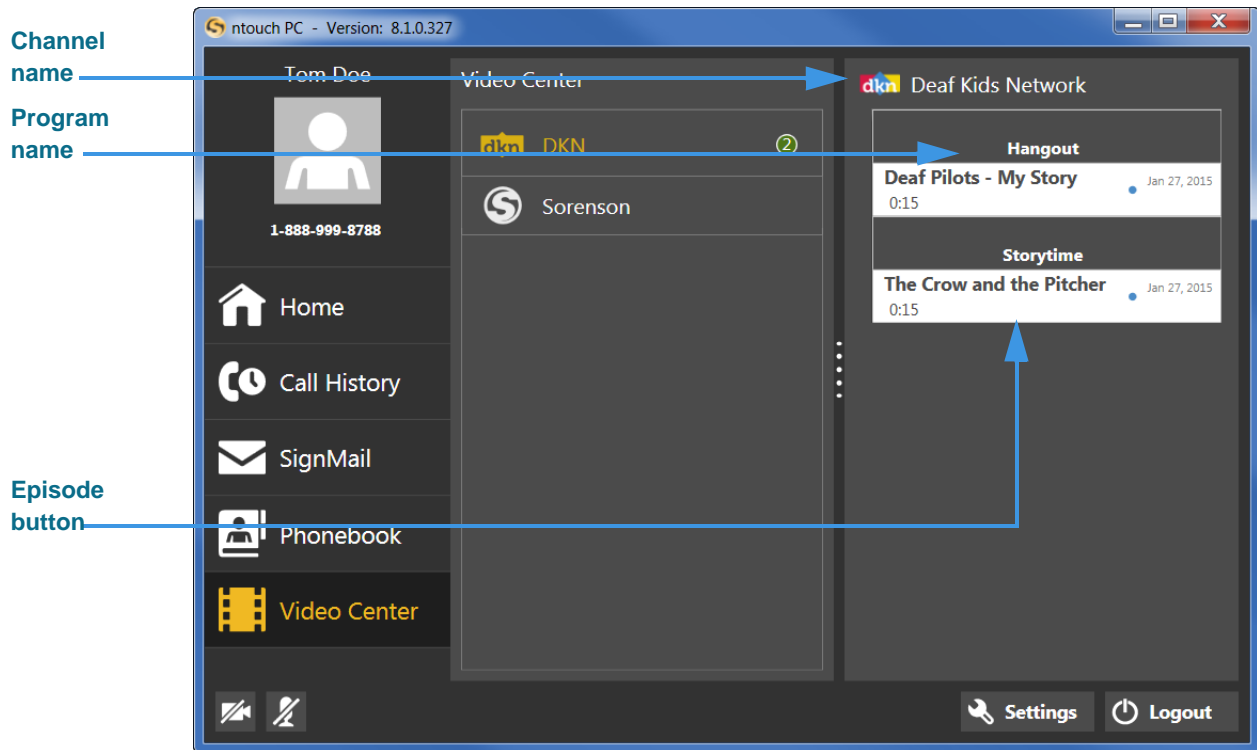 ntouch PC - Version: 8.1.0.327
Channel
name
Program
name
Episode
button
Tom Doe
1-888-999-8788
Home
Call History
SignMail
Phonebook
Video Center
Video Center
dkn DKN 2
S Sorenson
dkn Deaf Kids Network
Hangout
Deaf Pilots - My Story Jan 27, 2015
0:15
Storytime
The Crow and the Pitcher Jan 27, 2015
0:15
Settings Logout